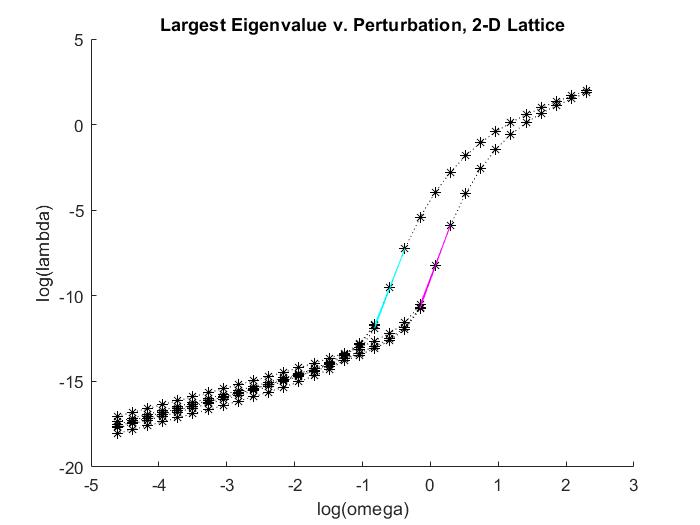 Largest Eigenvalue v. Perturbation, 2-D Lattice
5
0
-5
-10
-15
-20
log(lambda)
-5 -4 -3 -2 -1 0 1 2 3
log(omega)